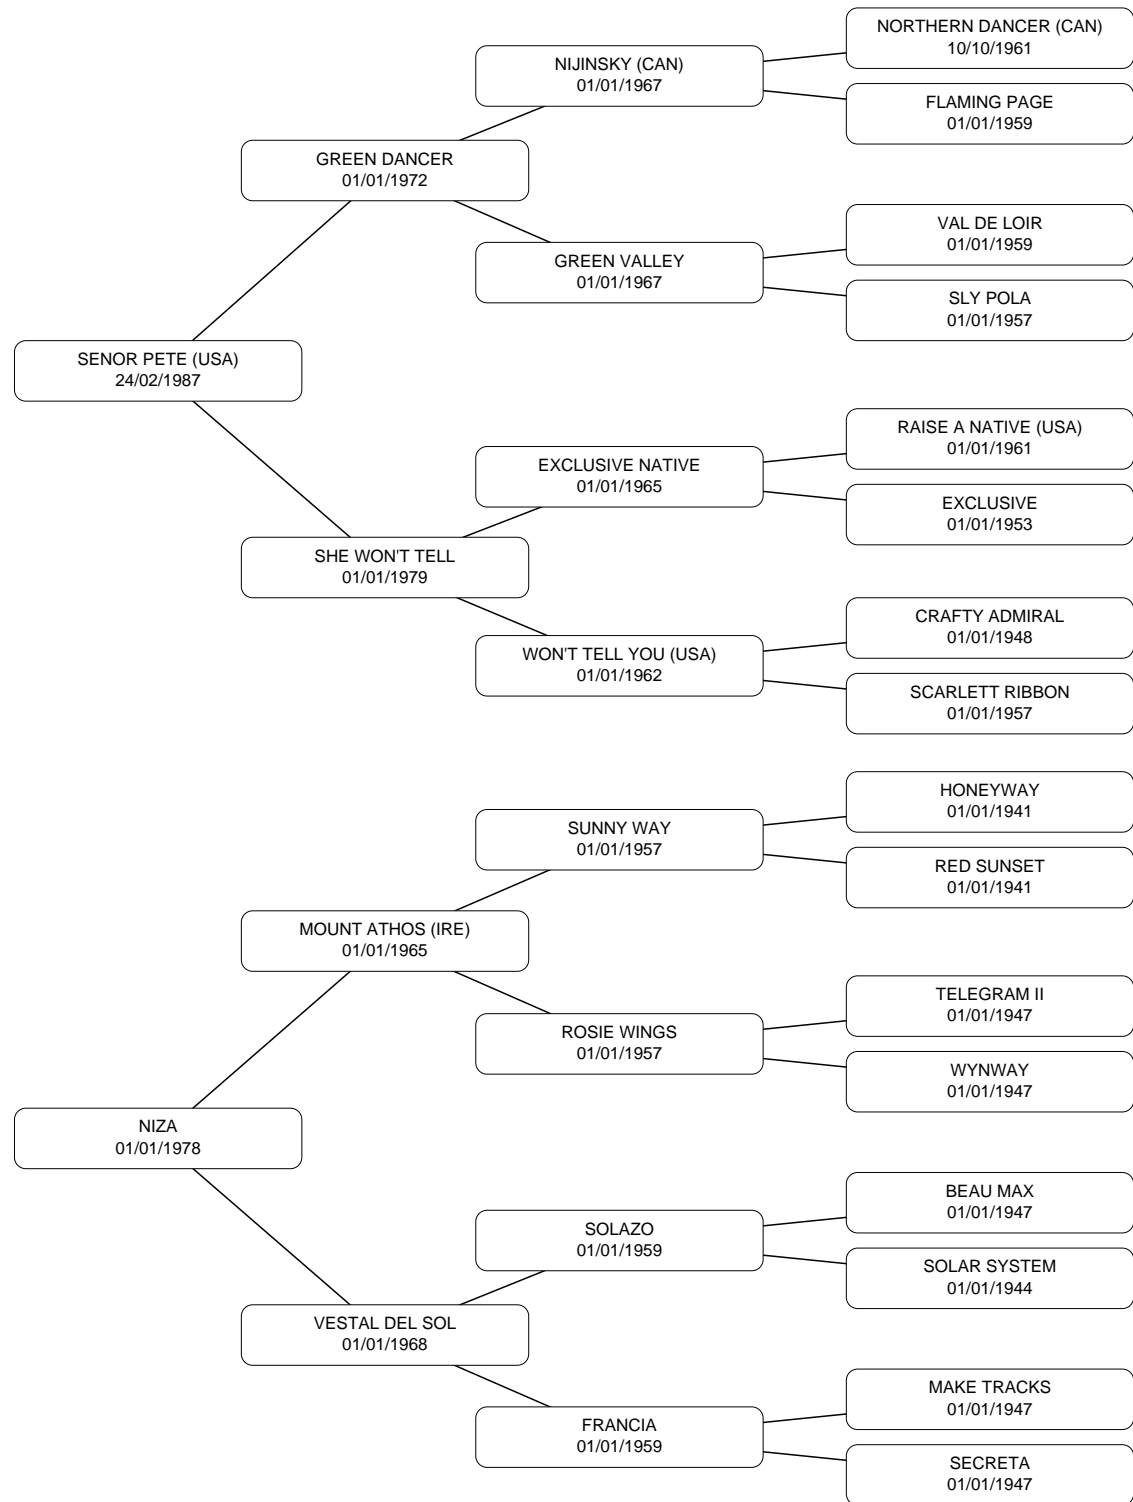 NORTHERN DANCER (CAN)
10/10/1961
NIJINSKY (CAN)
01/01/1967
FLAMING PAGE
01/01/1959
GREEN DANCER
01/01/1972
VAL DE LOIR
01/01/1959
GREEN VALLEY
01/01/1967
SLY POLA
01/01/1957
SENOR PETE (USA)
24/02/1987
RAISE A NATIVE (USA)
01/01/1961
EXCLUSIVE NATIVE
01/01/1965
EXCLUSIVE
01/01/1953
SHE WON'T TELL
01/01/1979
CRAFTY ADMIRAL
01/01/1948
WON'T TELL YOU (USA)
01/01/1962
SCARLETT RIBBON
01/01/1957
HONEYWAY
01/01/1941
SUNNY WAY
01/01/1957
RED SUNSET
01/01/1941
MOUNT ATHOS (IRE)
01/01/1965
TELEGRAM II
01/01/1947
ROSIE WINGS
01/01/1957
WYNWAY
01/01/1947
NIZA
01/01/1978
BEAU MAX
01/01/1947
SOLAZO
01/01/1959
SOLAR SYSTEM
01/01/1944
VESTAL DEL SOL
01/01/1968
MAKE TRACKS
01/01/1947
FRANCIA
01/01/1959
SECRETA
01/01/1947